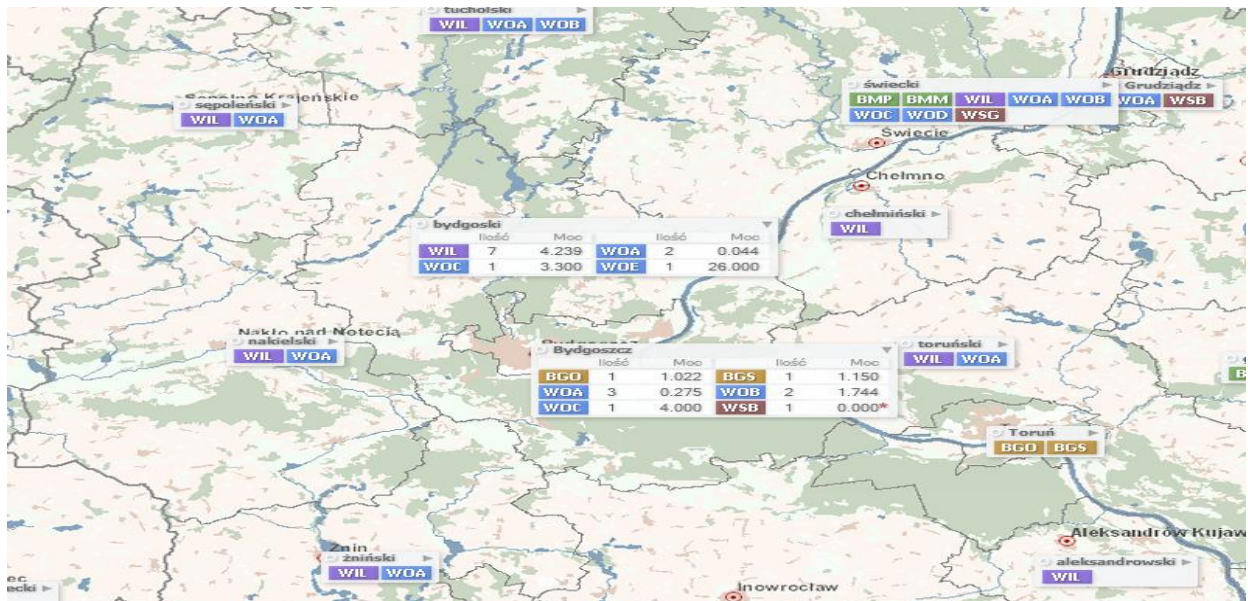 tucholski
WIL WOA WOB
Sępólno Krajeńskie
sępoleński
WIL WOA
Grudziądz
świecki
BMP BMM WIL WOA WOB
WOC WOD WSG
Grudziądz
WOA WSB
Świecie
Chełmno
chełmiński
WIL
bydgoski
Ilość Moc Ilość Moc
WIL 7 4.239 WOA 2 0.044
WOC 1 3.300 WOE 1 26.000
Nakło nad Notecią
nakielski
WIL WOA
Bydgoszcz
Bydgoszcz
Ilość Moc Ilość Moc
BGO 1 1.022 BGS 1 1.150
WOA 3 0.275 WOB 2 1.744
WOC 1 4.000 WSB 1 0.000*
toruński
WIL WOA
Toruń
BGO BGS
Żnin
żniński
WIL WOA
Aleksandrów Kujaw
aleksandrowski
WIL
Inowrocław
ec
ecki